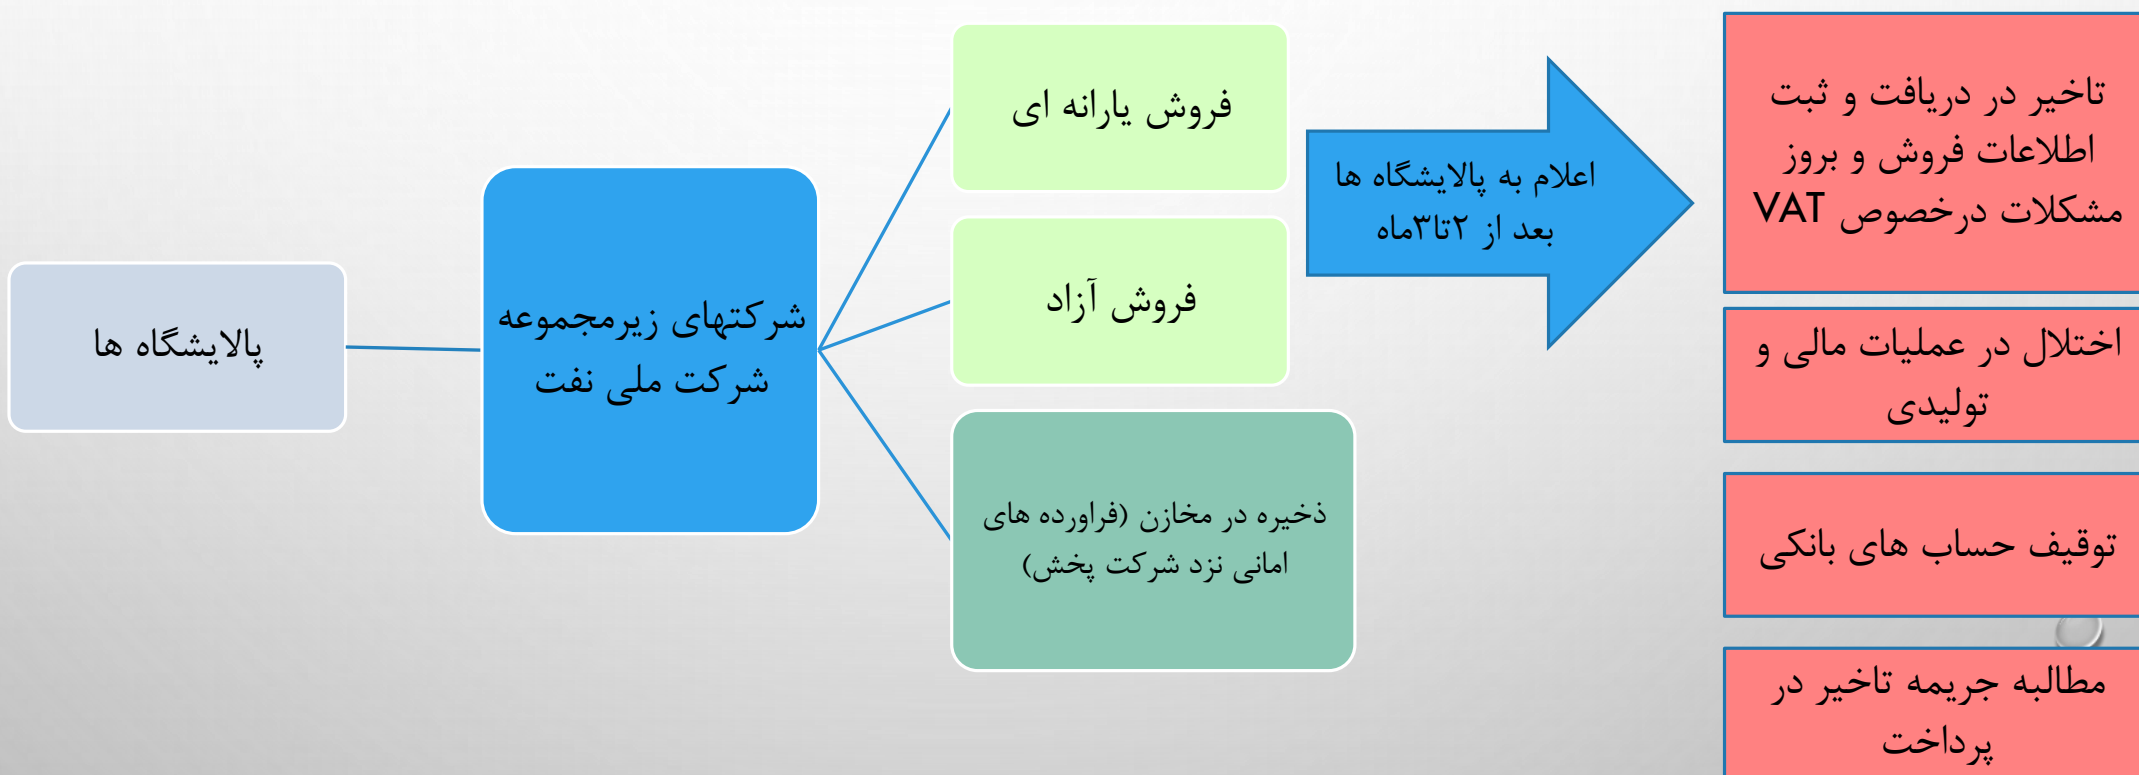 پالایشگاه ها
شرکتهای زیرمجموعه
شرکت ملی نفت
فروش یارانه ای
فروش آزاد
ذخیره در مخازن (فراورده های
امانی نزد شرکت پخش)
اعلام به پالایشگاه ها
بعد از ۲تا۳ماه
تاخیر در دریافت و ثبت
اطلاعات فروش و بروز
مشکلات درخصوص VAT
اختلال در عملیات مالی و
تولیدی
توقیف حساب های بانکی
مطالبه جریمه تاخیر در
پرداخت